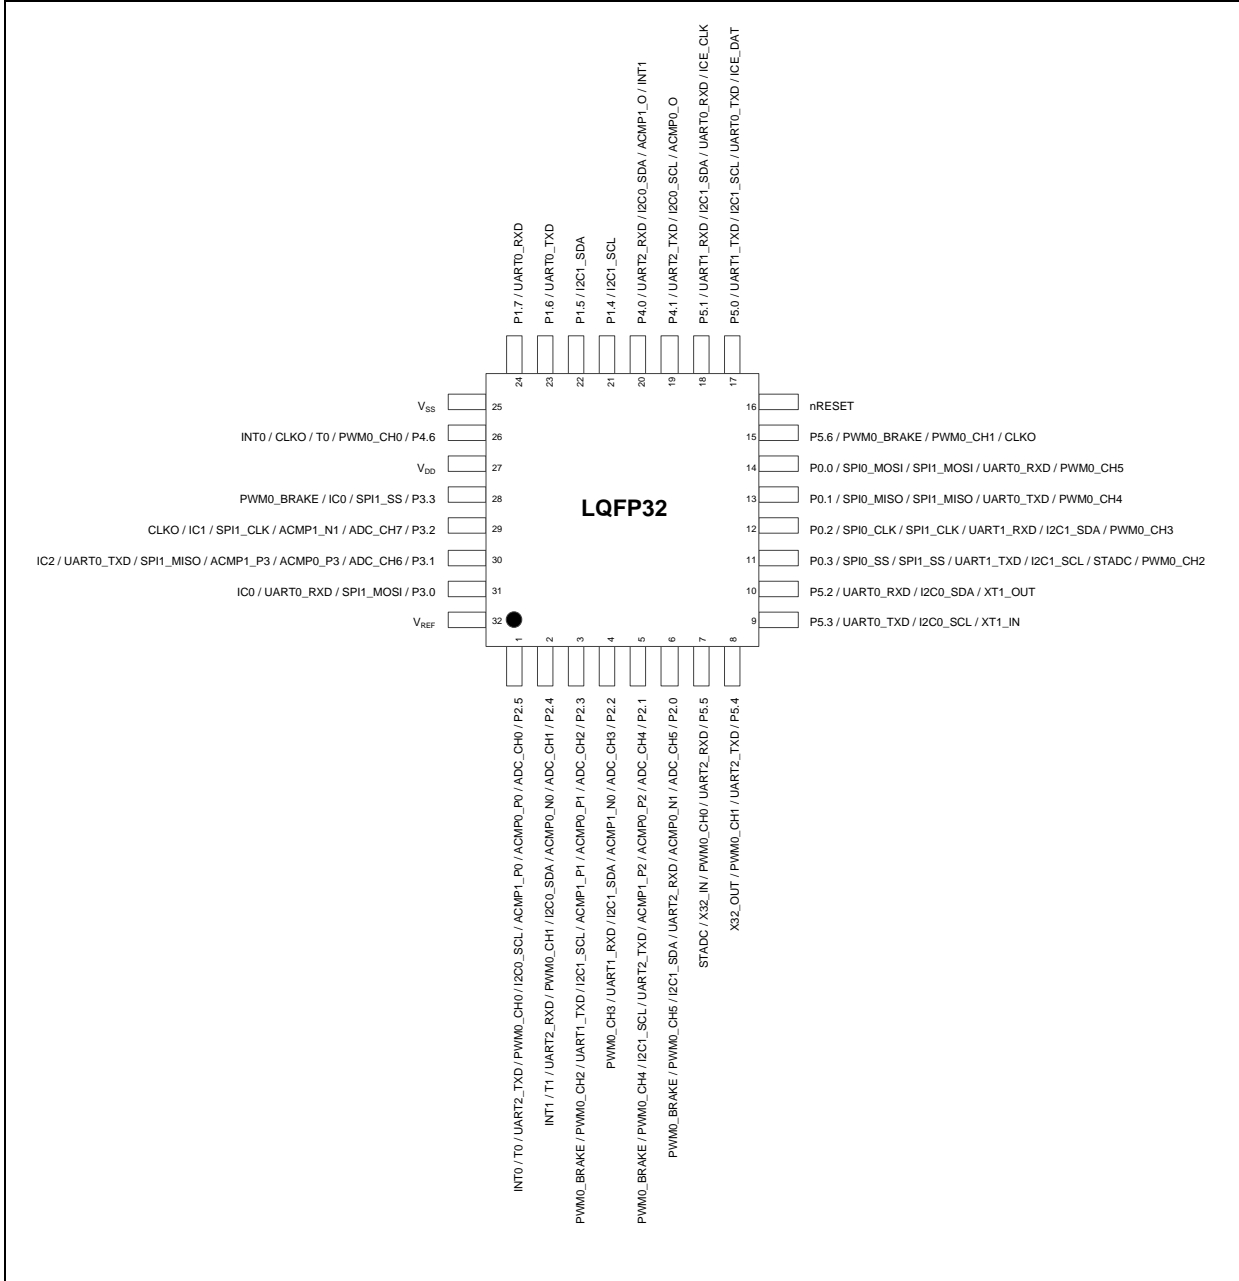 P1.7 / UART0_RXD
P1.6 / UART0_TXD
P1.5 / I2C1_SDA
P1.4 / I2C1_SCL
P4.0 / UART2_RXD / I2C0_SDA / ACMP1_O / INT1
P4.1 / UART2_TXD / I2C0_SCL / ACMP0_O
P5.1 / UART1_RXD / I2C1_SDA / UART0_RXD / ICE_CLK
P5.0 / UART1_TXD / I2C1_SCL / UART0_TXD / ICE_DAT
24
23
22
21
20
19
18
17
VSS
25
INT0 / CLKO / T0 / PWM0_CH0 / P4.6
26
VDD
27
PWM0_BRAKE / IC0 / SPI1_SS / P3.3
28
CLKO / IC1 / SPI1_CLK / ACMP1_N1 / ADC_CH7 / P3.2
29
IC2 / UART0_TXD / SPI1_MISO / ACMP1_P3 / ACMP0_P3 / ADC_CH6 / P3.1
30
IC0 / UART0_RXD / SPI1_MOSI / P3.0
31
VREF
32
LQFP32
16
nRESET
15
P5.6 / PWM0_BRAKE / PWM0_CH1 / CLKO
14
P0.0 / SPI0_MOSI / SPI1_MOSI / UART0_RXD / PWM0_CH5
13
P0.1 / SPI0_MISO / SPI1_MISO / UART0_TXD / PWM0_CH4
12
P0.2 / SPI0_CLK / SPI1_CLK / UART1_RXD / I2C1_SDA / PWM0_CH3
11
P0.3 / SPI0_SS / SPI1_SS / UART1_TXD / I2C1_SCL / STADC / PWM0_CH2
10
P5.2 / UART0_RXD / I2C0_SDA / XT1_OUT
9
P5.3 / UART0_TXD / I2C0_SCL / XT1_IN
1
2
3
4
5
6
7
8
INT0 / T0 / UART2_TXD / PWM0_CH0 / I2C0_SCL / ACMP1_P0 / ACMP0_P0 / ADC_CH0 / P2.5
INT1 / T1 / UART2_RXD / PWM0_CH1 / I2C0_SDA / ACMP0_N0 / ADC_CH1 / P2.4
PWM0_BRAKE / PWM0_CH2 / UART1_TXD / I2C1_SCL / ACMP1_P1 / ACMP0_P1 / ADC_CH2 / P2.3
PWM0_CH3 / UART1_RXD / I2C1_SDA / ACMP1_N0 / ADC_CH3 / P2.2
PWM0_BRAKE / PWM0_CH4 / I2C1_SCL / UART2_TXD / ACMP1_P2 / ACMP0_P2 / ADC_CH4 / P2.1
PWM0_BRAKE / PWM0_CH5 / I2C1_SDA / UART2_RXD / ACMP0_N1 / ADC_CH5 / P2.0
STADC / X32_IN / PWM0_CH0 / UART2_RXD / P5.5
X32_OUT / PWM0_CH1 / UART2_TXD / P5.4